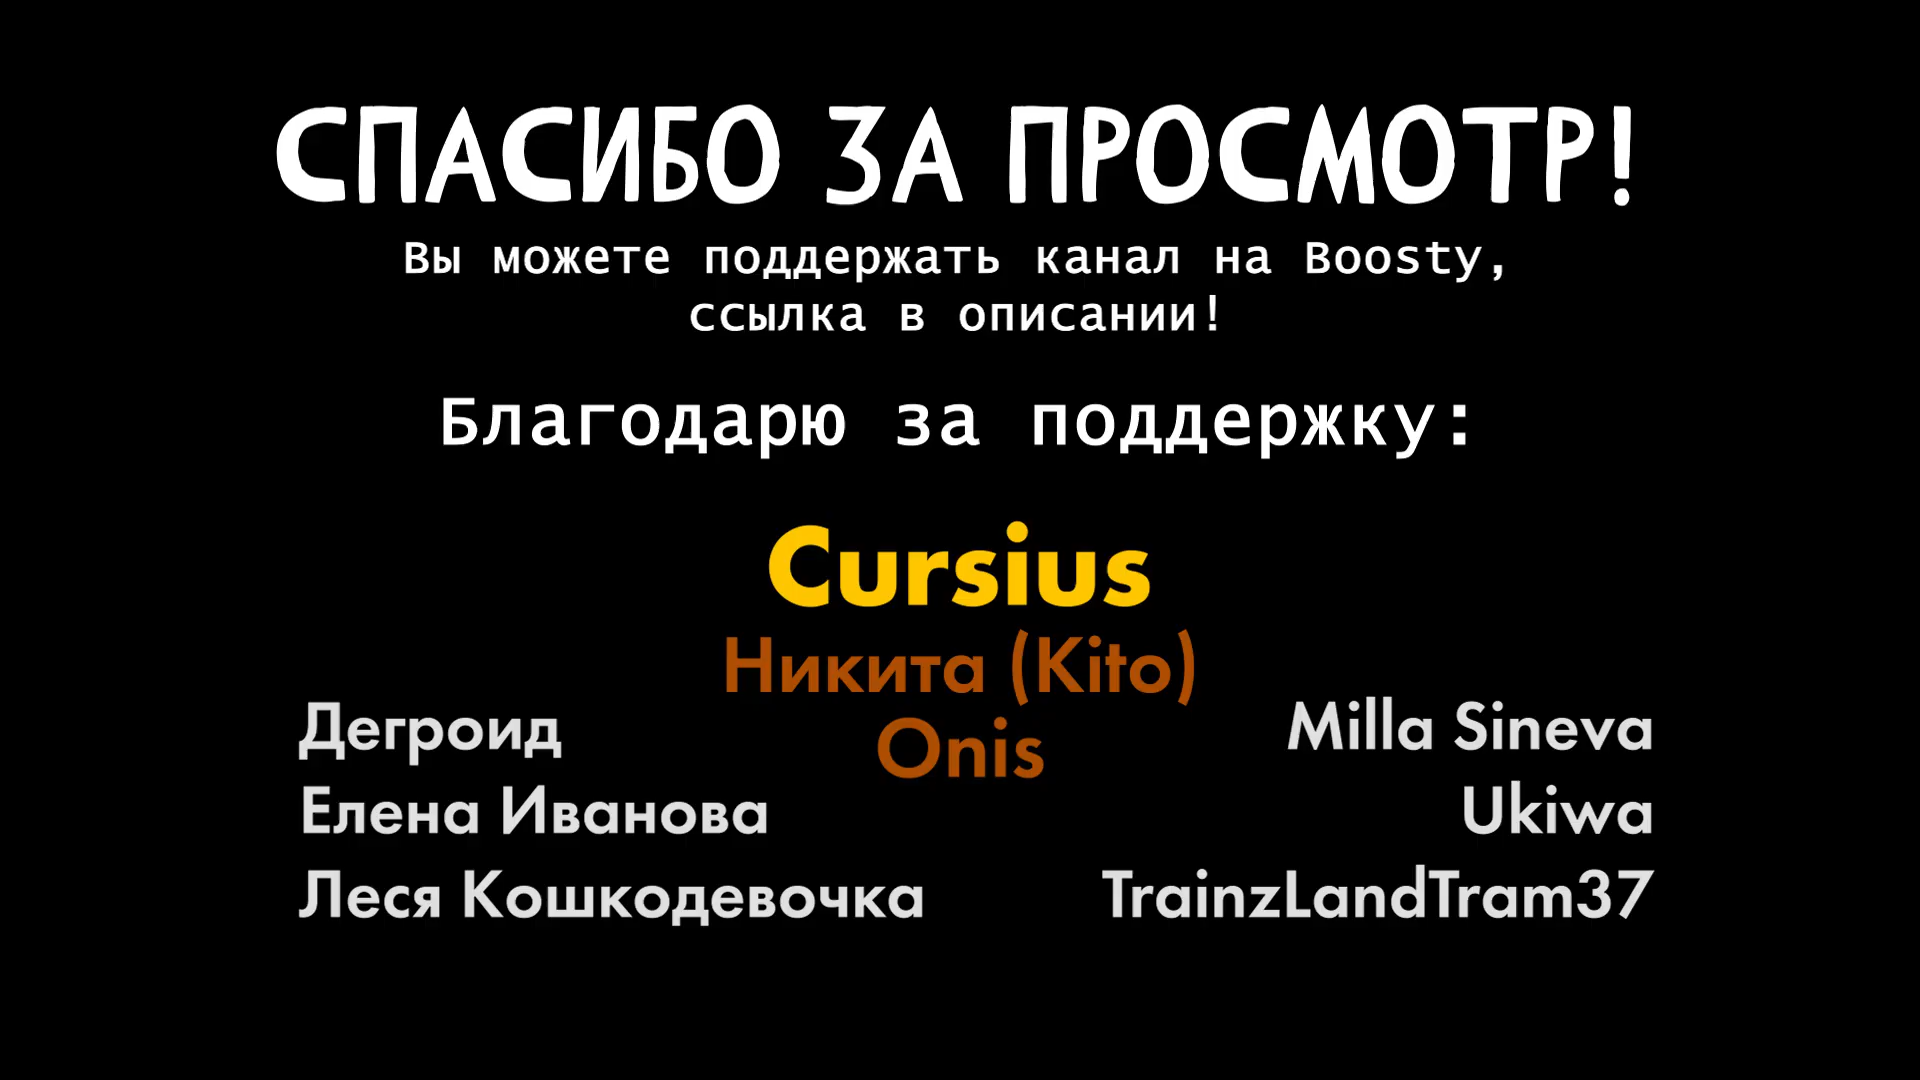 СПАСИБО ЗА ПРОСМОТР!
Вы можете поддержать канал на Boosty,
ссылка в описании!
Благодарю за поддержку:
Cursius
Никита (Kito)
Onis
Дегроид
Елена Иванова
Леся Кошкодевочка
Milla Sineva
Ukiwa
TrainzLandTram37